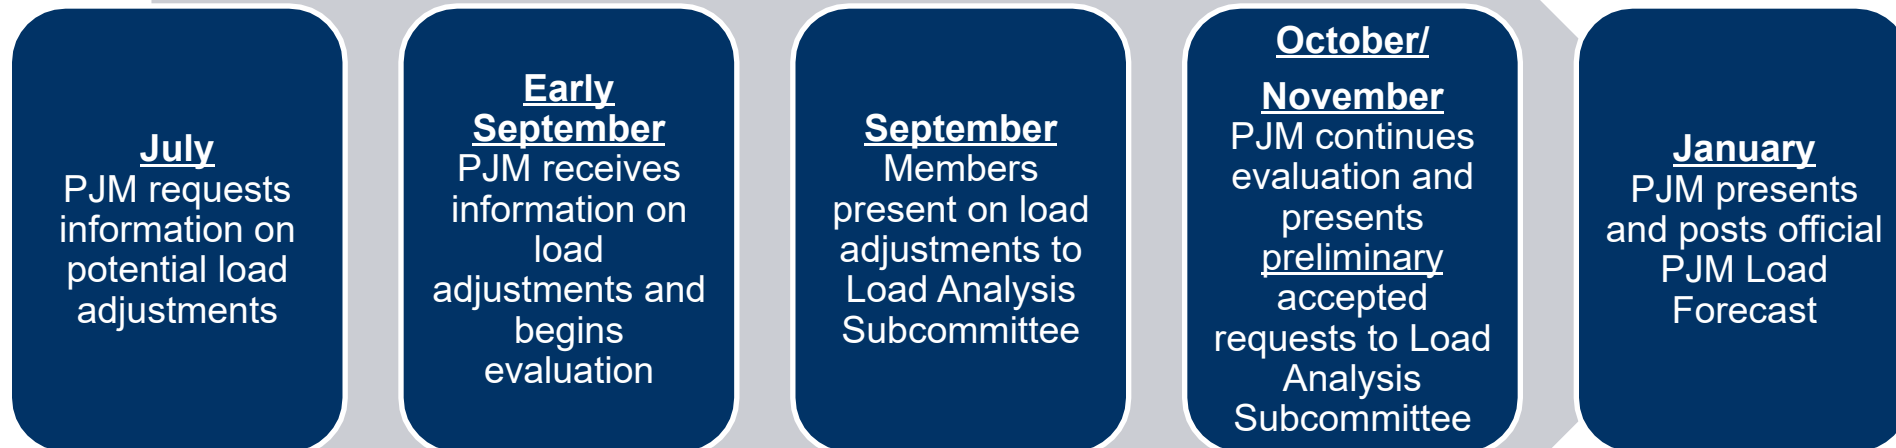 July
PJM requests
information on
potential load
adjustments
Early
September
PJM receives
information on
load
adjustments and
begins
evaluation
September
Members
present on load
adjustments to
Load Analysis
Subcommittee
October/
November
PJM continues
evaluation and
presents
preliminary
accepted
requests to Load
Analysis
Subcommittee
January
PJM presents
and posts official
PJM Load
Forecast